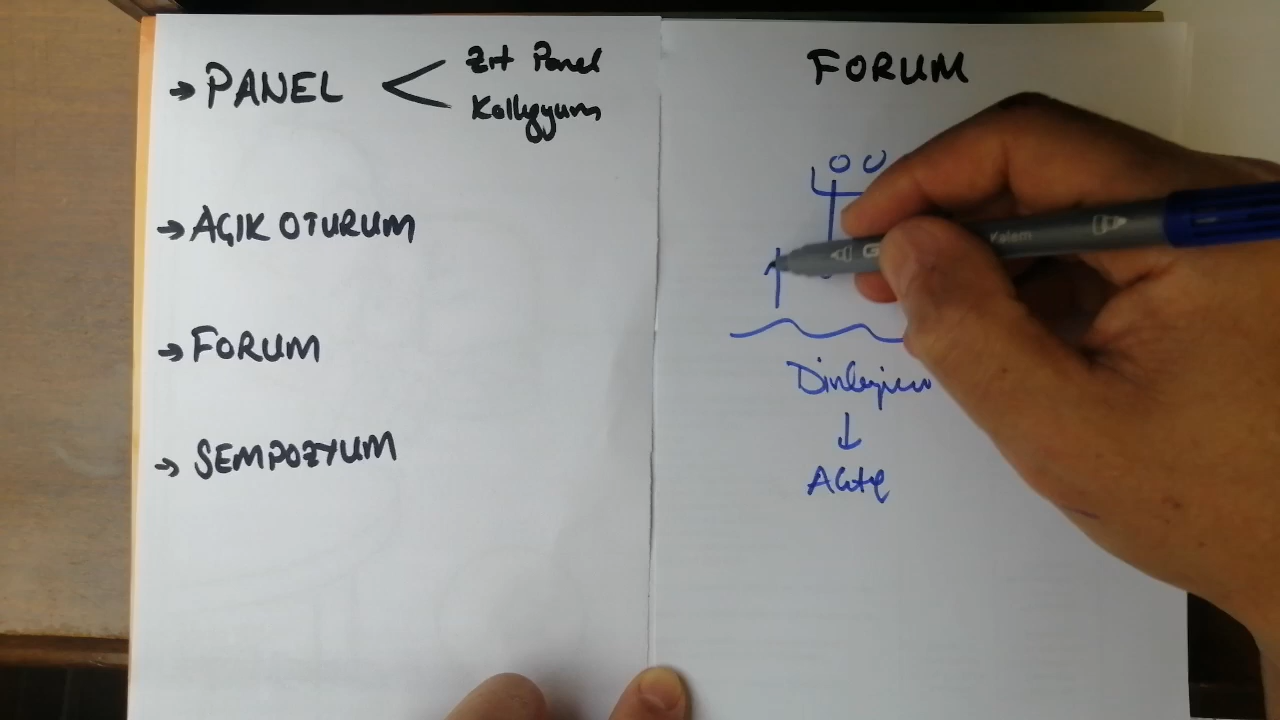 → PANEL < Zıt Panel
Kollegyum
→ AÇIK OTURUM
→ FORUM
→ SEMPOZYUM
FORUM
Dinleyici
↓
Aktif
Kalem